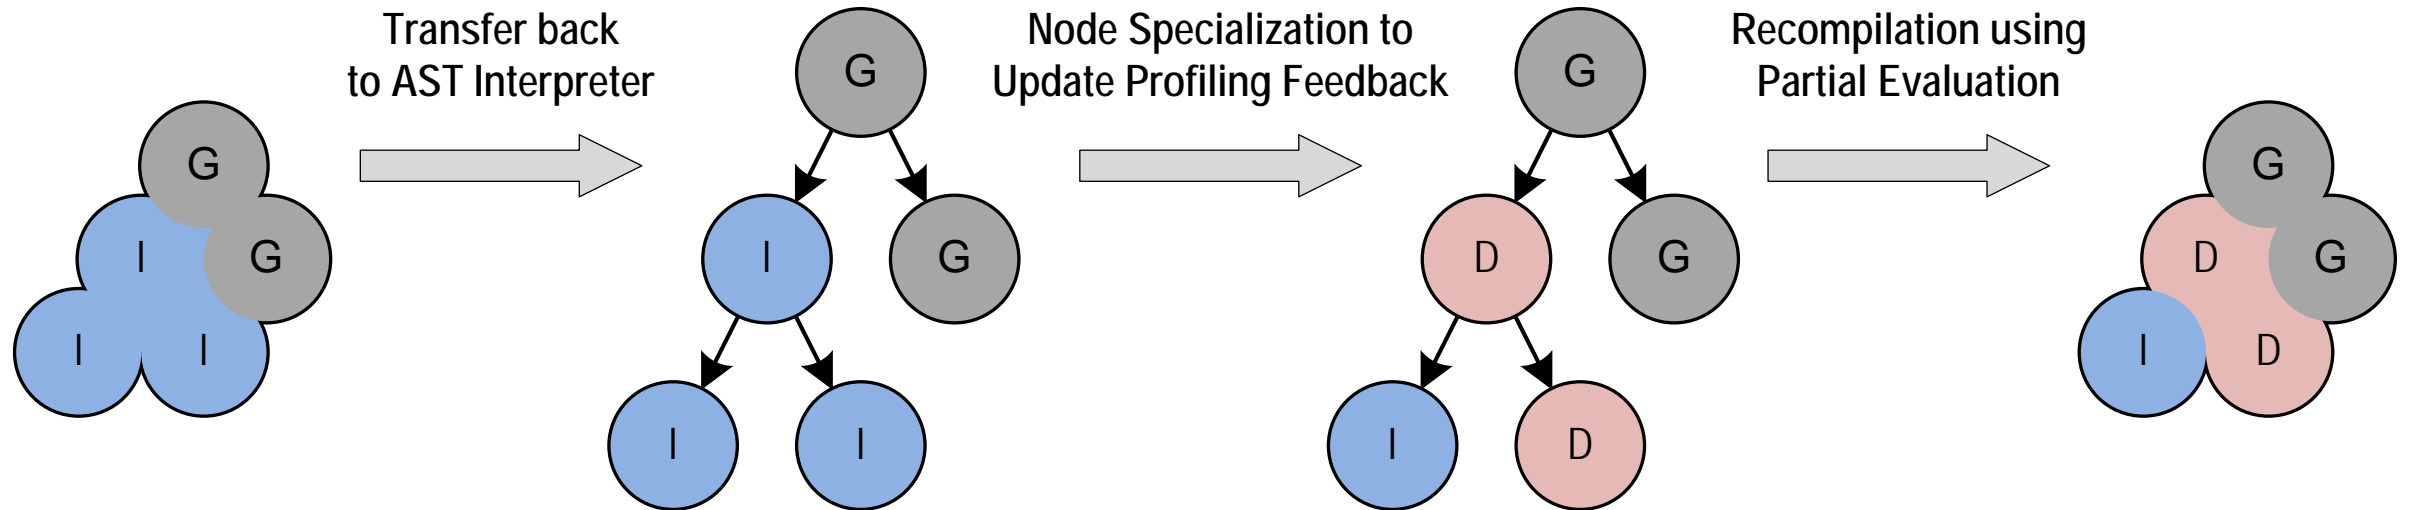 Transfer back
to AST Interpreter
Node Specialization to
Update Profiling Feedback
Recompilation using
Partial Evaluation
G
I
G
I
I
G
I
G
I
I
G
D
G
I
D
G
D
G
I
D